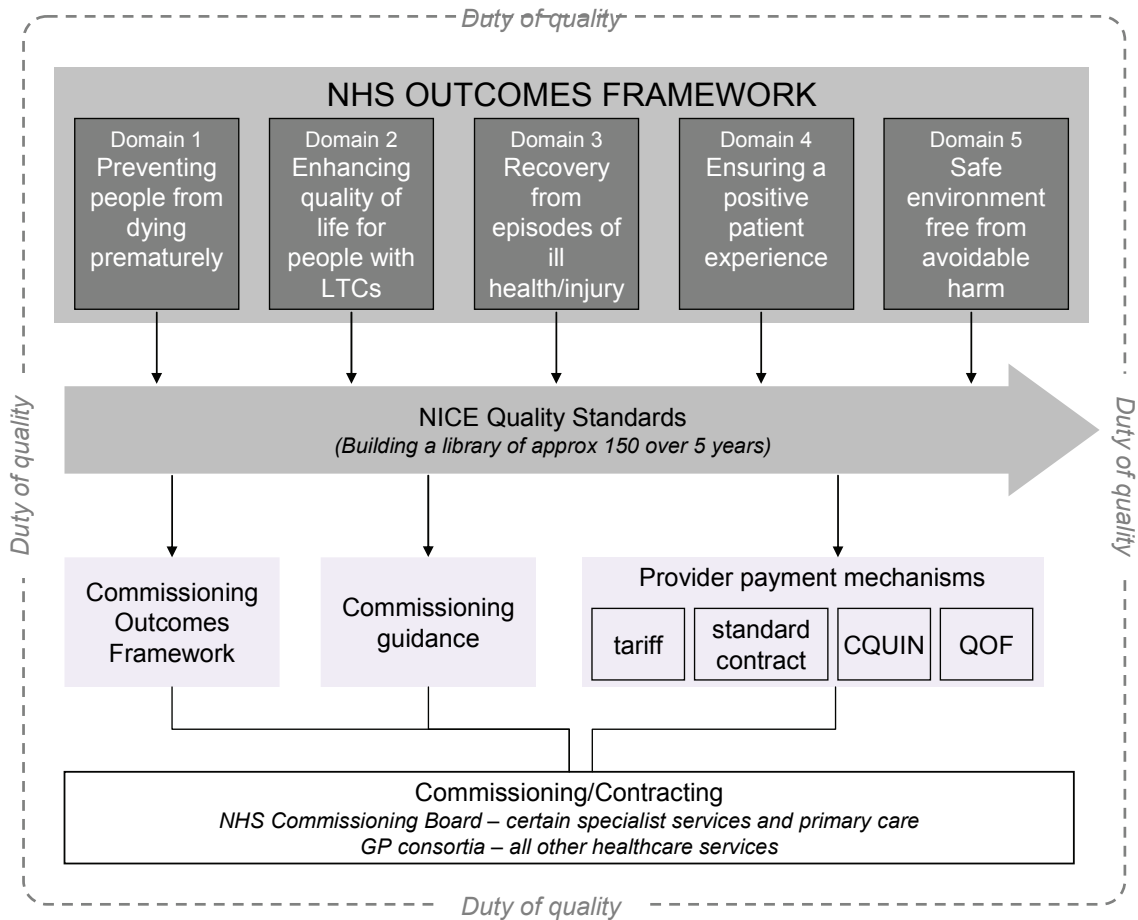 Duty of quality
NHS OUTCOMES FRAMEWORK
Domain 1
Preventing
people from
dying
prematurely
Domain 2
Enhancing
quality of
life for
people with
LTCs
Domain 3
Recovery
from
episodes of
ill
health/injury
Domain 4
Ensuring a
positive
patient
experience
Domain 5
Safe
environment
free from
avoidable
harm
Duty of quality
NICE Quality Standards
(Building a library of approx 150 over 5 years)
Duty of quality
Commissioning
Outcomes
Framework
Commissioning
guidance
Provider payment mechanisms
tariff
standard
contract
CQUIN
QOF
Commissioning/Contracting
NHS Commissioning Board – certain specialist services and primary care
GP consortia – all other healthcare services
Duty of quality